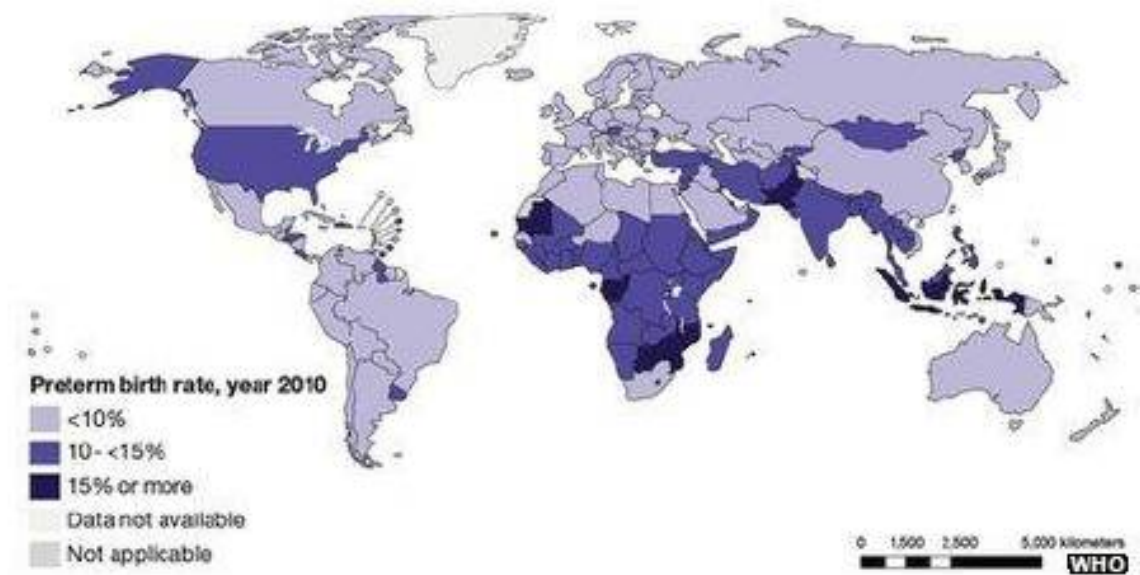 Preterm birth rate, year 2010
<10%
10- <15%
15% or more
Data not available
Not applicable
0 1,500 2,500 5,000 kilometers
WHO